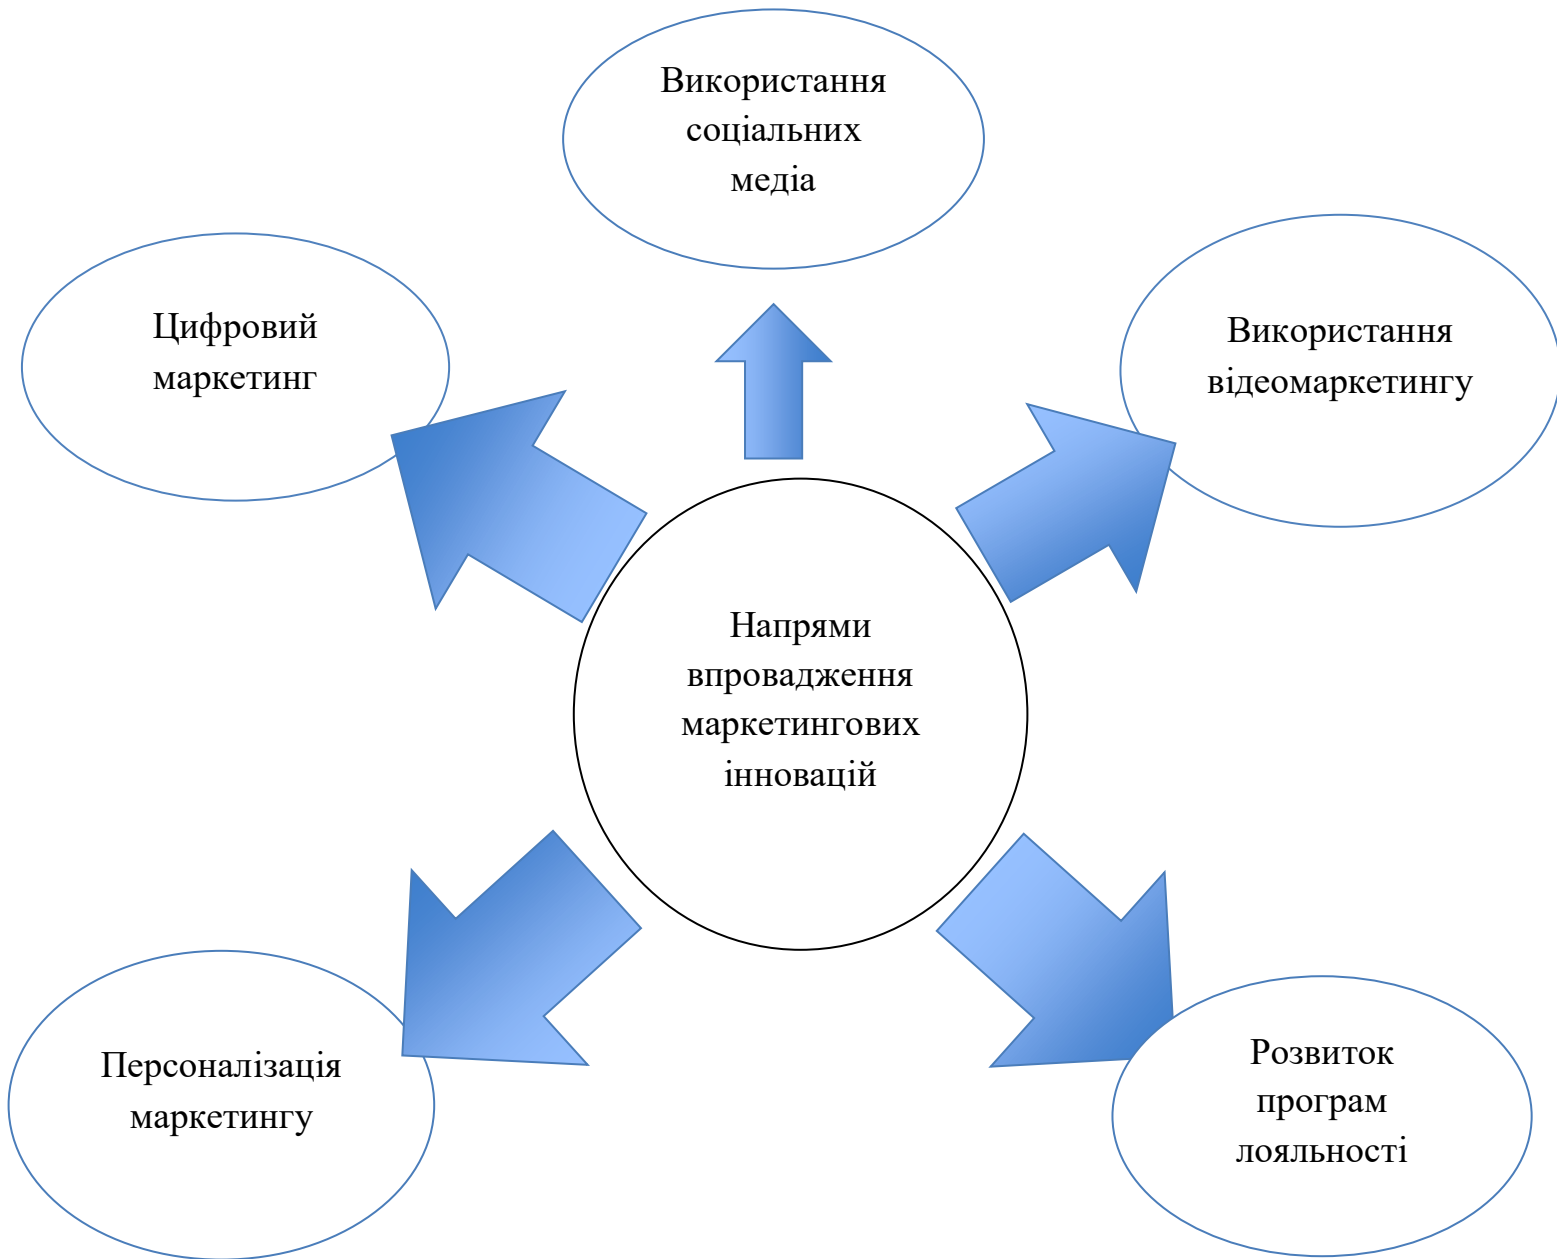 Використання
соціальних
медіа
Цифровий
маркетинг
Використання
відеомаркетингу
Напрями
впровадження
маркетингових
інновацій
Персоналізація
маркетингу
Розвиток
програм
лояльності